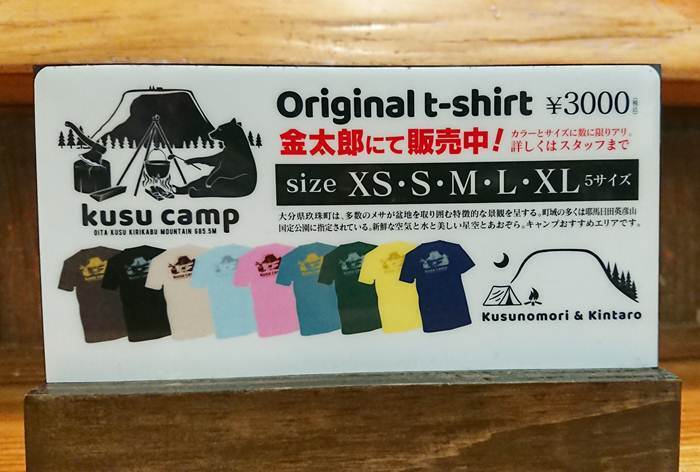 Original t-shirt ¥3000(税込)
金太郎にて販売中!
カラーとサイズに数に限りアリ。
詳しくはスタッフまで
size XS・S・M・L・XL 5サイズ
kusu camp
OITA KUSU KIRIKABU MOUNTAIN 685.5M
大分県玖珠町は、多数のメサが盆地を取り囲む特徴的な景観を呈する。町域の多くは耶馬日田英彦山
国定公園に指定されている。新鮮な空気と水と美しい星空とあおぞら。キャンプおすすめエリアです。
Kusunomori & Kintaro